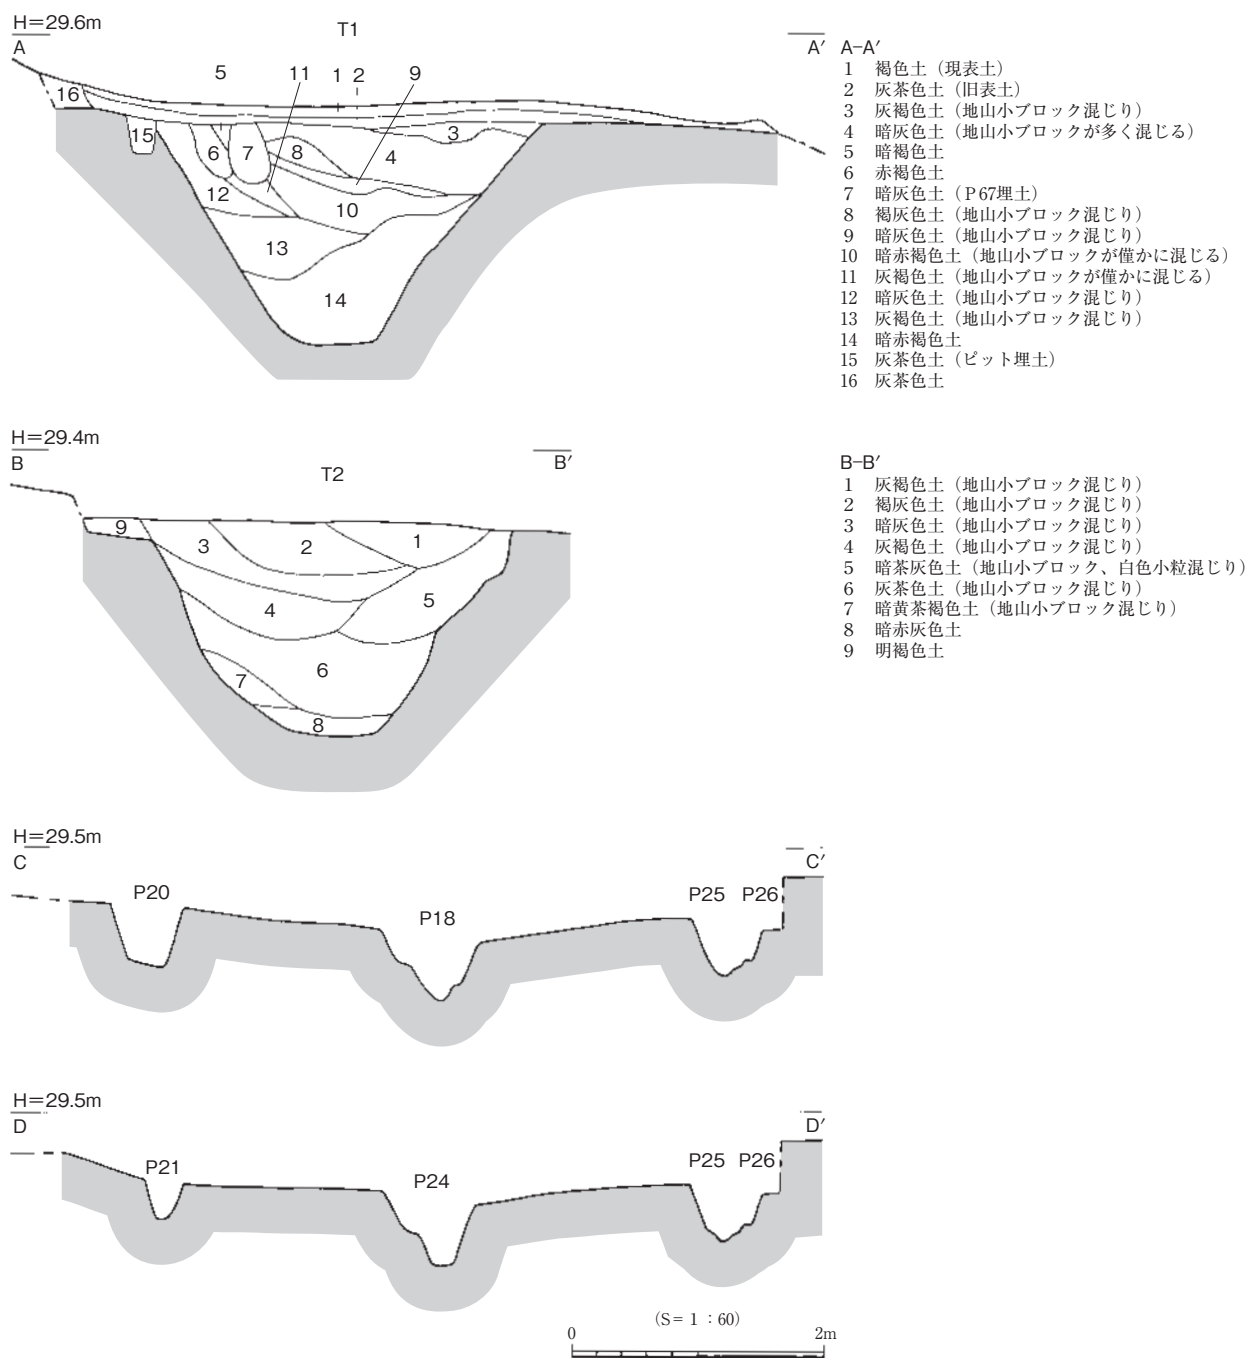 H=29.6m
T1
A
A′
5
11
1
2
9
16
15
6
7
8
3
4
12
10
13
14
A-A′
1 褐色土（現表土）
2 灰茶色土（旧表土）
3 灰褐色土（地山小ブロック混じり）
4 暗灰色土（地山小ブロックが多く混じる）
5 暗褐色土
6 赤褐色土
7 暗灰色土（P67埋土）
8 褐灰色土（地山小ブロック混じり）
9 暗灰色土（地山小ブロック混じり）
10 暗赤褐色土（地山小ブロックが僅かに混じる）
11 灰褐色土（地山小ブロックが僅かに混じる）
12 暗灰色土（地山小ブロック混じり）
13 灰褐色土（地山小ブロック混じり）
14 暗赤褐色土
15 灰茶色土（ピット埋土）
16 灰茶色土
H=29.4m
B
B′
T2
9
3
2
1
4
5
6
7
8
B-B′
1 灰褐色土（地山小ブロック混じり）
2 褐灰色土（地山小ブロック混じり）
3 暗灰色土（地山小ブロック混じり）
4 灰褐色土（地山小ブロック混じり）
5 暗茶灰色土（地山小ブロック、白色小粒混じり）
6 灰茶色土（地山小ブロック混じり）
7 暗黄茶褐色土（地山小ブロック混じり）
8 暗赤灰色土
9 明褐色土
H=29.5m
C
C′
P20
P18
P25
P26
H=29.5m
D
D′
P21
P24
P25
P26
（S=1：60）
0
2m